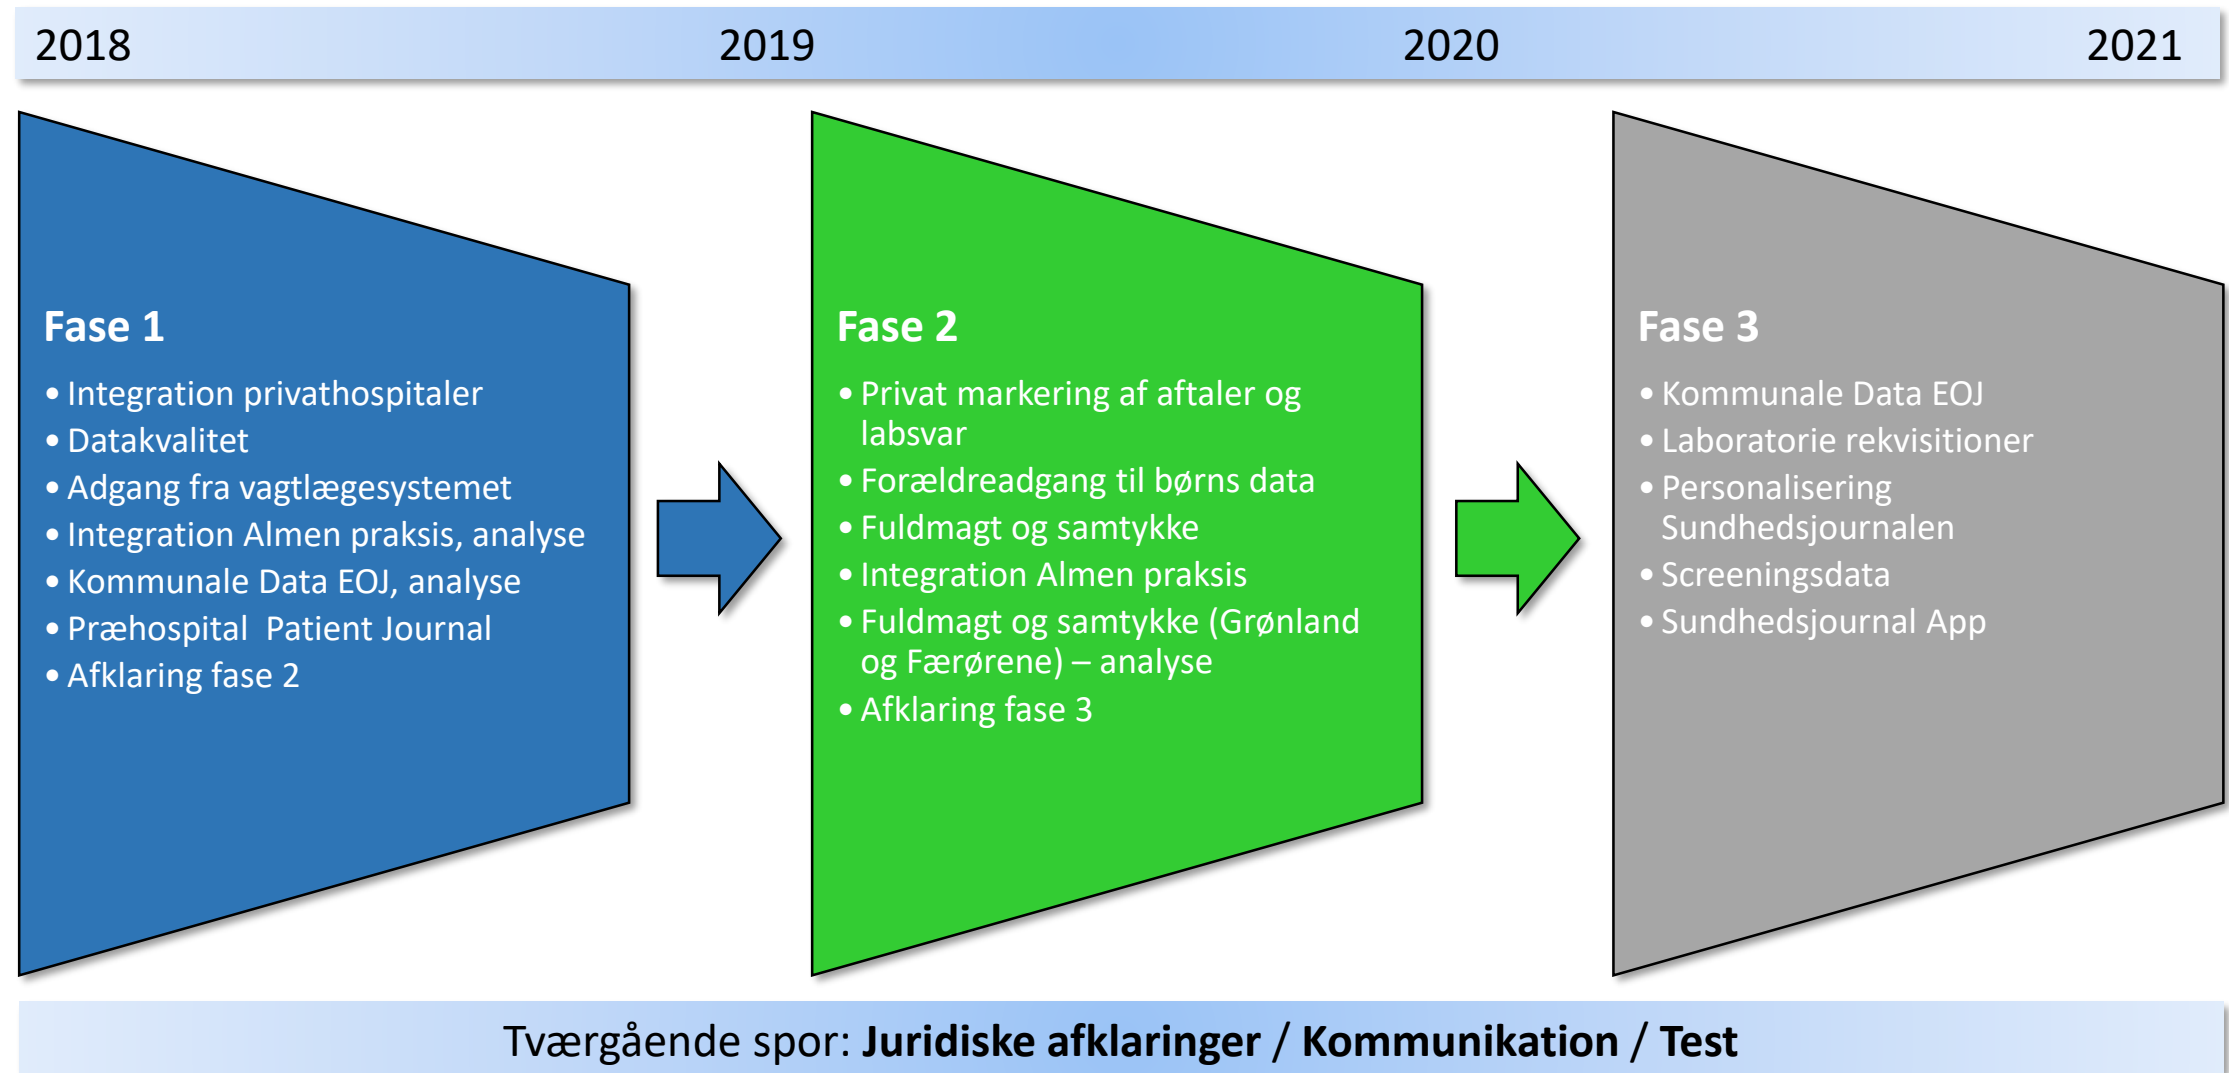 2018 2019 2020 2021
Fase 1
• Integration privathospitaler
• Datakvalitet
• Adgang fra vagtlægesystemet
• Integration Almen praksis, analyse
• Kommunale Data EOJ, analyse
• Præhospital  Patient Journal
• Afklaring fase 2
Fase 2
• Privat markering af aftaler og
labsvar
• Forældreadgang til børns data
• Fuldmagt og samtykke
• Integration Almen praksis
• Fuldmagt og samtykke (Grønland
og Færørene) – analyse
• Afklaring fase 3
Fase 3
• Kommunale Data EOJ
• Laboratorie rekvisitioner
• Personalisering
Sundhedsjournalen
• Screeningsdata
• Sundhedsjournal App
Tværgående spor: Juridiske afklaringer / Kommunikation / Test